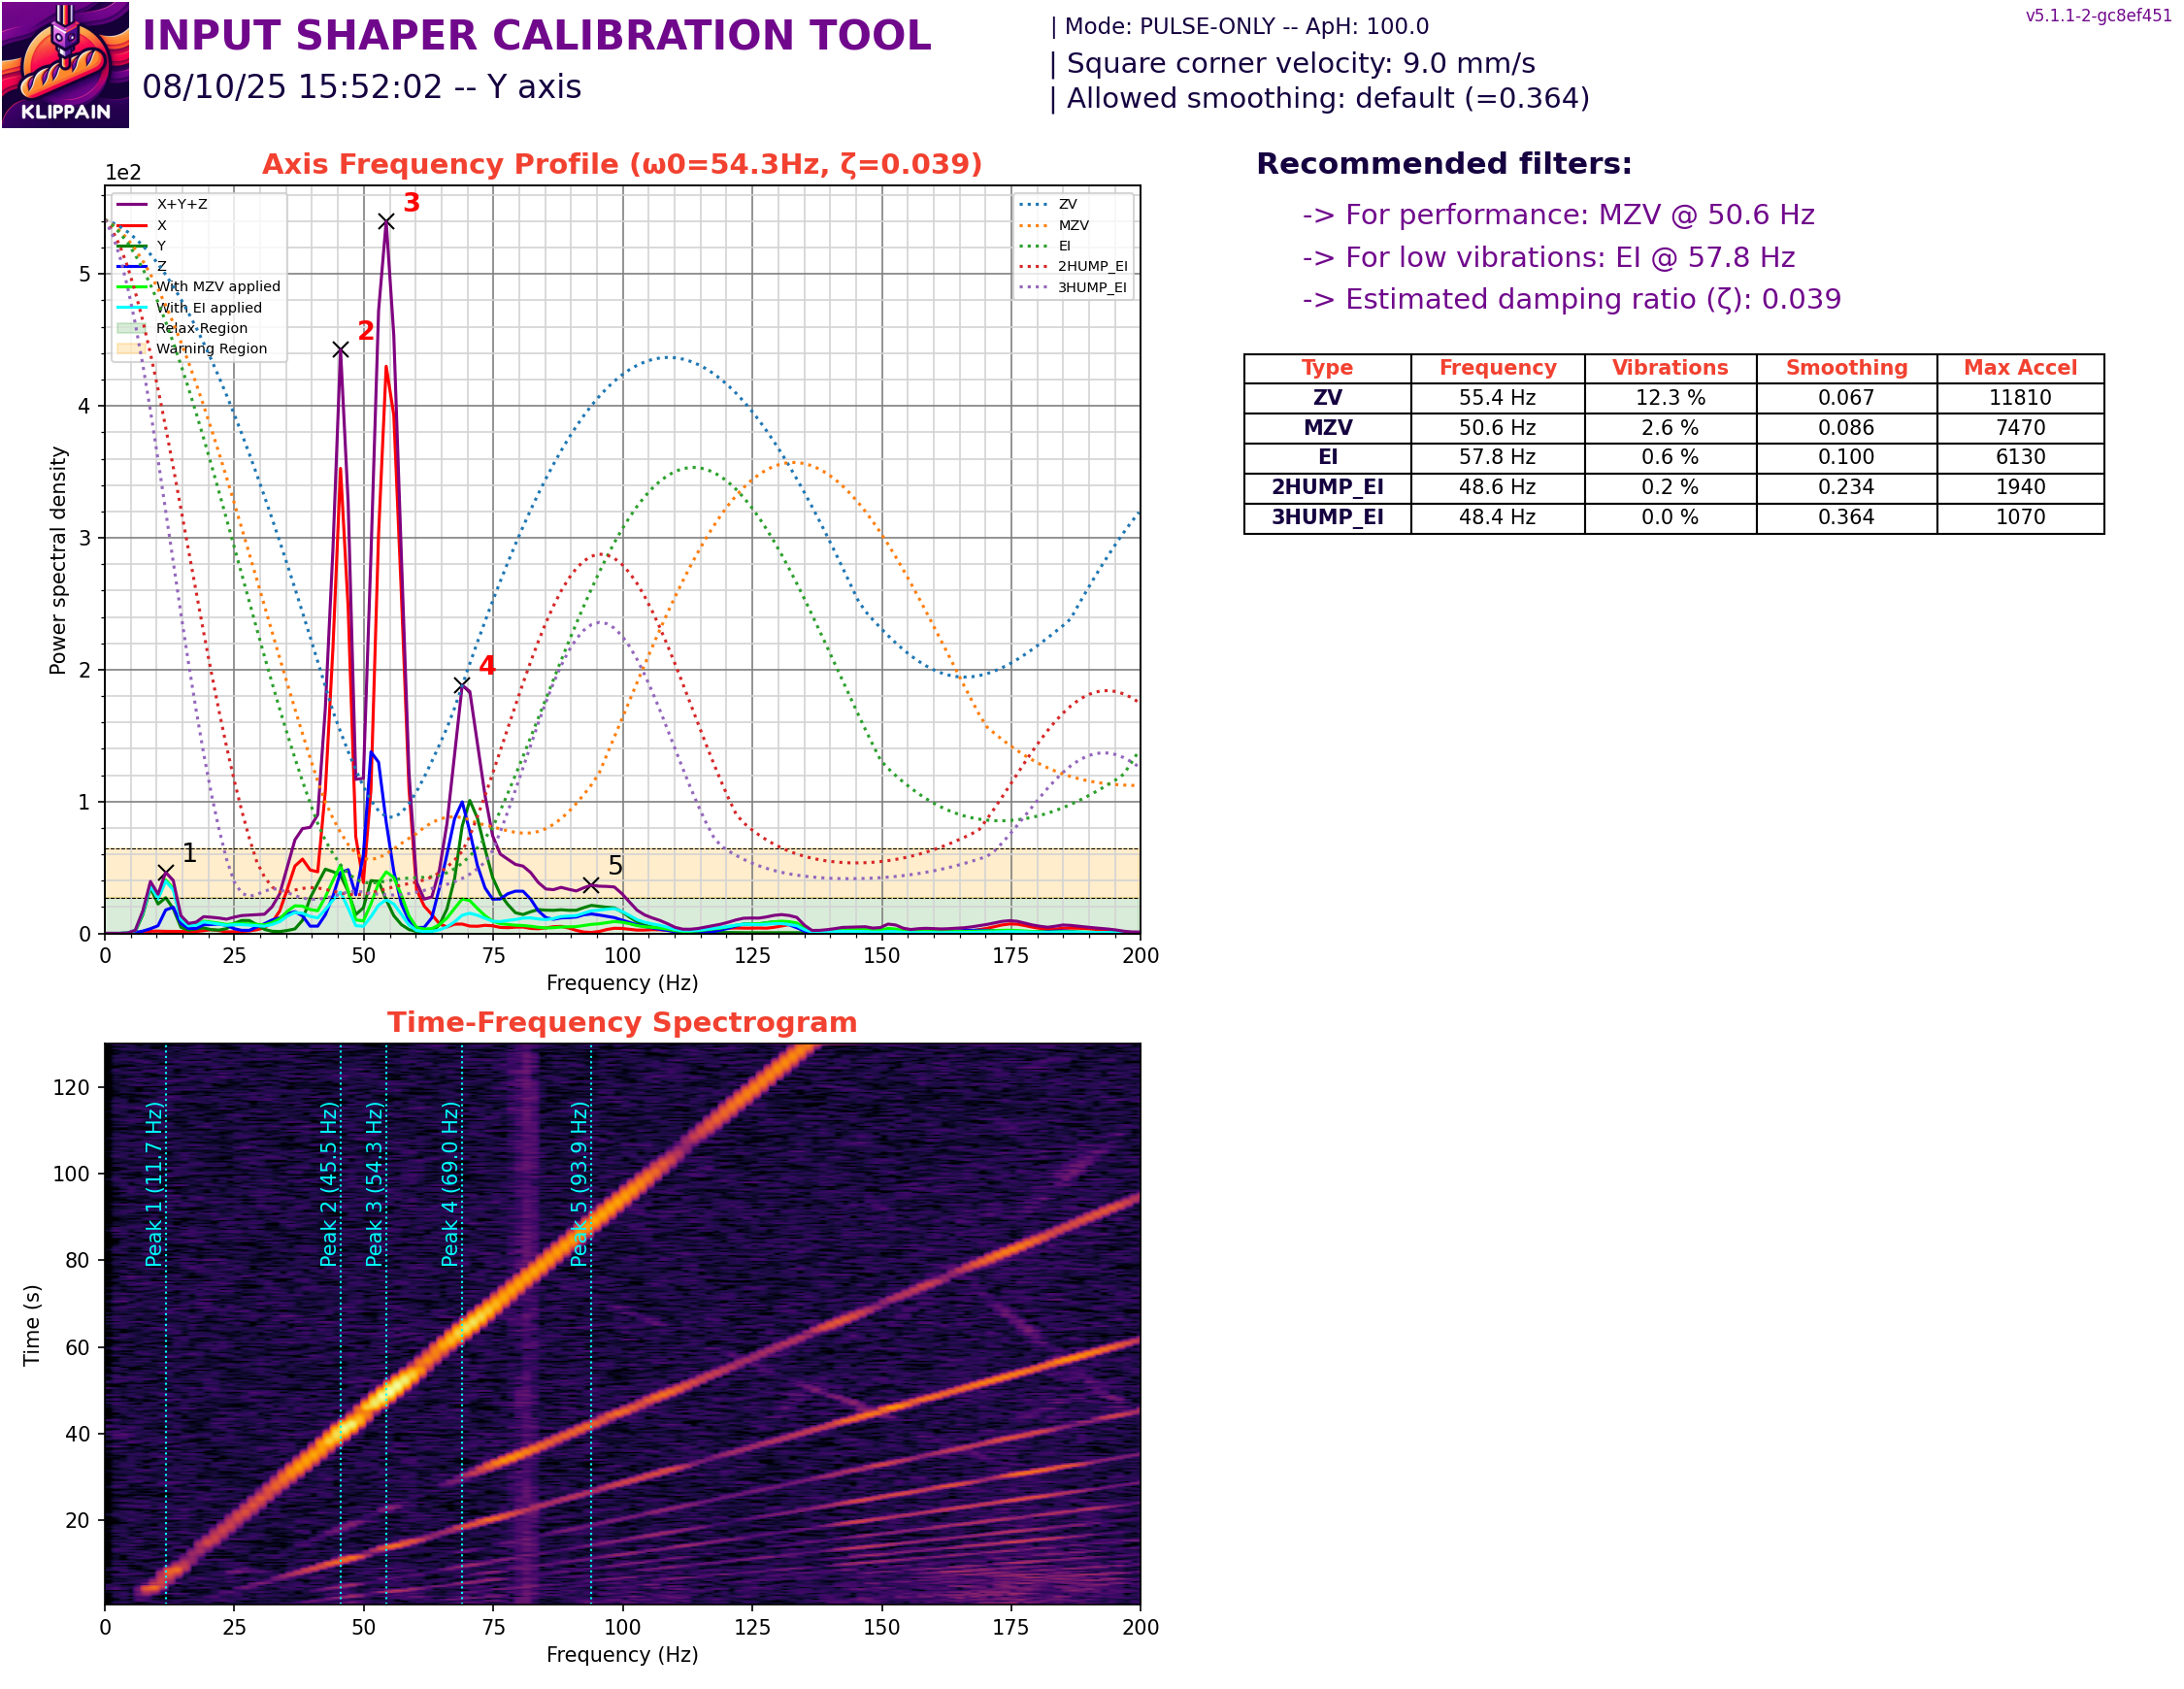 KLIPPAIN
INPUT SHAPER CALIBRATION TOOL
08/10/25 15:52:02 -- Y axis
| Mode: PULSE-ONLY -- ApH: 100.0
| Square corner velocity: 9.0 mm/s
| Allowed smoothing: default (=0.364)
v5.1.1-2-gc8ef451
Axis Frequency Profile (ω0=54.3Hz, ζ=0.039)
1e2
Power spectral density
5
4
3
2
1
0
X+Y+Z
X
Y
Z
With MZV applied
With EI applied
Relax Region
Warning Region
ZV
MZV
EI
2HUMP_EI
3HUMP_EI
1
2
3
4
5
0 25 50 75 100 125 150 175 200
Frequency (Hz)
Recommended filters:
-> For performance: MZV @ 50.6 Hz
-> For low vibrations: EI @ 57.8 Hz
-> Estimated damping ratio (ζ): 0.039
Type Frequency Vibrations Smoothing Max Accel
ZV 55.4 Hz 12.3 % 0.067 11810
MZV 50.6 Hz 2.6 % 0.086 7470
EI 57.8 Hz 0.6 % 0.100 6130
2HUMP_EI 48.6 Hz 0.2 % 0.234 1940
3HUMP_EI 48.4 Hz 0.0 % 0.364 1070
Time-Frequency Spectrogram
Time (s)
120
100
80
60
40
20
Peak 1 (11.7 Hz)
Peak 2 (45.5 Hz)
Peak 3 (54.3 Hz)
Peak 4 (69.0 Hz)
Peak 5 (93.9 Hz)
0 25 50 75 100 125 150 175 200
Frequency (Hz)